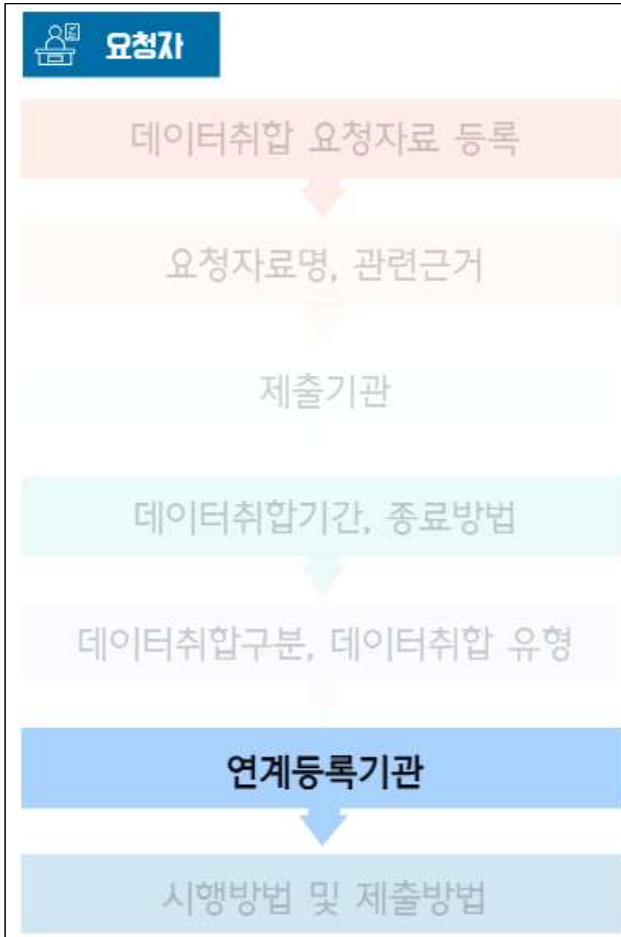 요청자
데이터취합 요청자료 등록
요청자료명, 관련근거
제출기관
데이터취합기간, 종료방법
데이터취합구분, 데이터취합 유형
연계등록기관
시행방법 및 제출방법